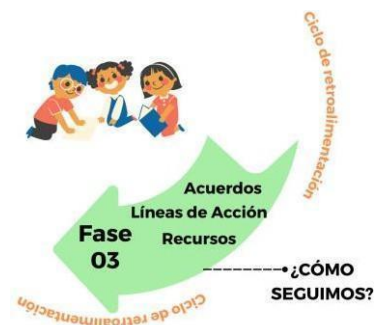 Ciclo de retroalimentación
Acuerdos
Líneas de Acción
Recursos
Fase
03
¿CÓMO
SEGUIMOS?
Ciclo de retroalimentación